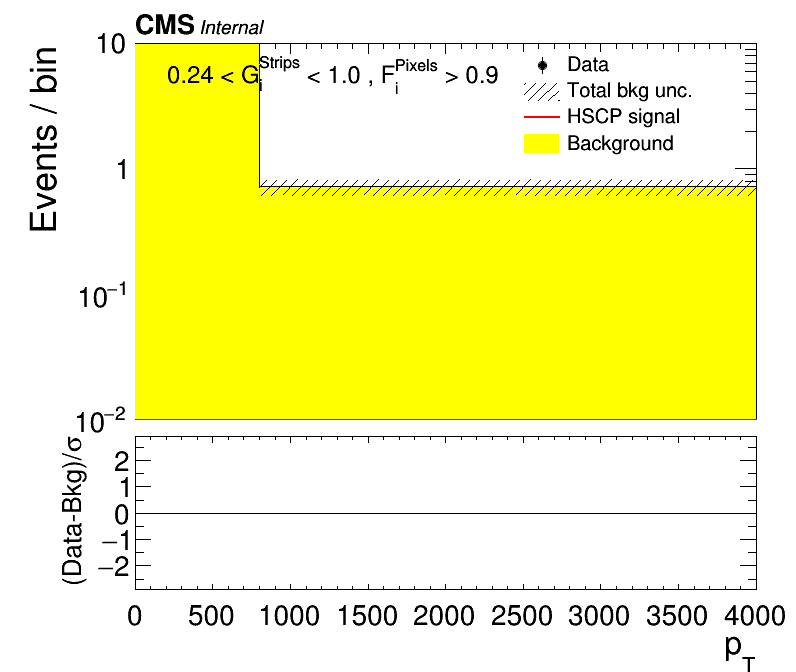 CMS Internal
10
1
10⁻¹
10⁻²
Events / bin
0.24 < G_i^Strips < 1.0 , F_i^Pixels > 0.9
Data
Total bkg unc.
HSCP signal
Background
(Data-Bkg)/σ
2
1
0
−1
−2
0 500 1000 1500 2000 2500 3000 3500 4000
p_T